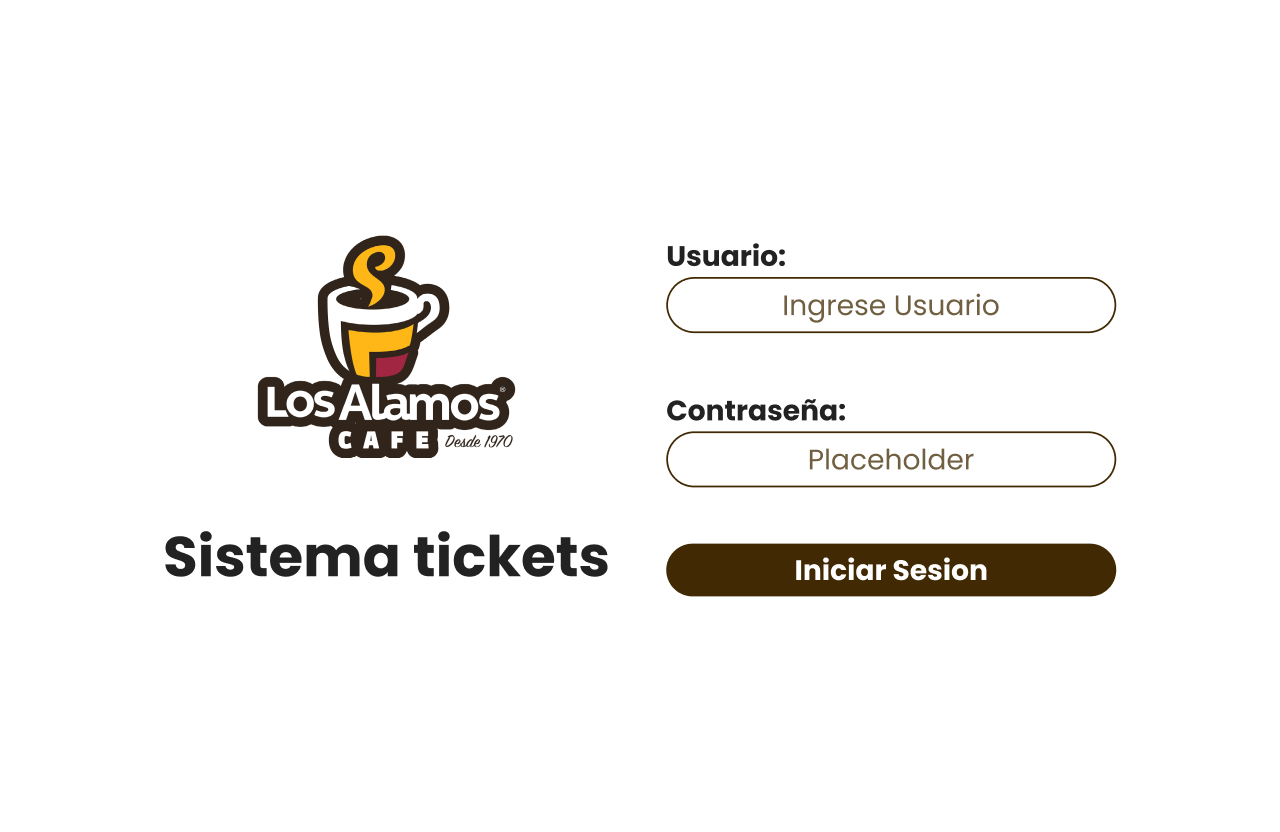 Los Alamos®
CAFE
Desde 1970
Sistema tickets
Usuario:
Ingrese Usuario
Contraseña:
Placeholder
Iniciar Sesion